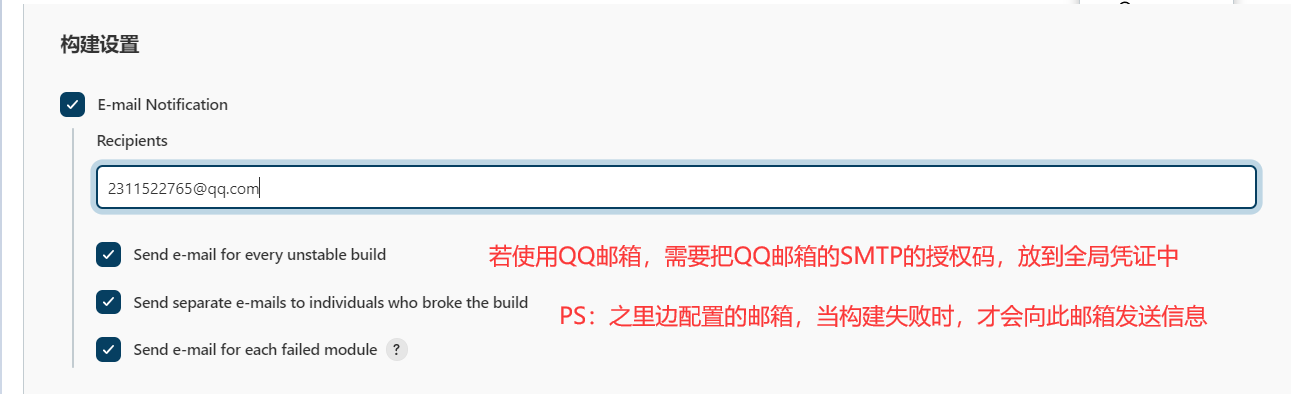 构建设置
E-mail Notification
Recipients
2311522765@qq.com
Send e-mail for every unstable build
若使用QQ邮箱，需要把QQ邮箱的SMTP的授权码，放到全局凭证中
Send separate e-mails to individuals who broke the build
PS：之里边配置的邮箱，当构建失败时，才会向此邮箱发送信息
Send e-mail for each failed module ?